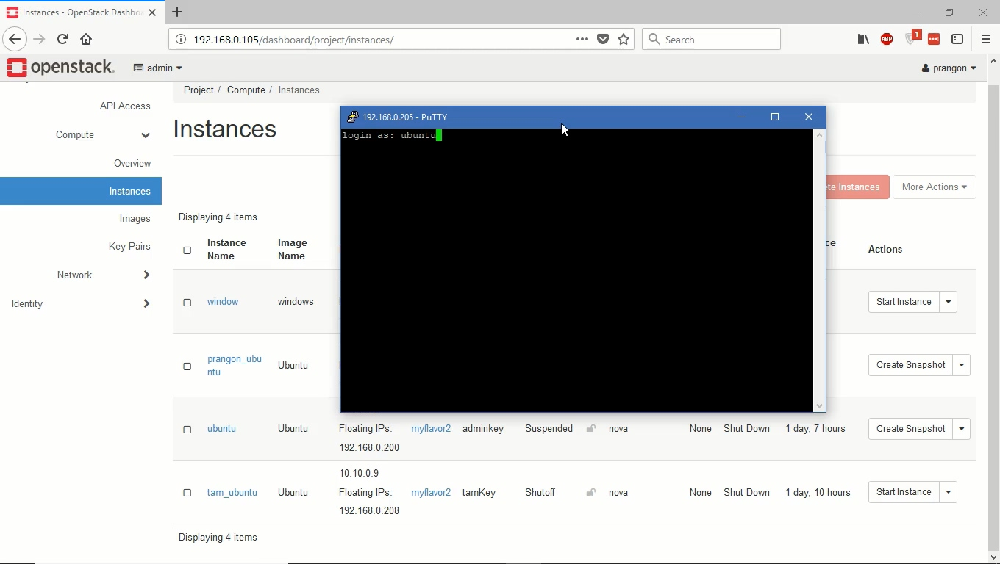 Instances - OpenStack Dashbo
192.168.0.105/dashboard/project/instances/
Search
1
ABP
openstack.
admin
prangon
Project / Compute / Instances
API Access
Compute
Overview
Instances
Images
Key Pairs
Network
Identity
Instances
192.168.0.205 - PuTTY
login as: ubuntu
te Instances
More Actions
Displaying 4 items
Instance Name
Image Name
ce
Actions
window
windows
Start Instance
prangon_ubu
ntu
Ubuntu
Create Snapshot
ubuntu
Ubuntu
Floating IPs:
192.168.0.200
myflavor2
adminkey
Suspended
nova
None
Shut Down
1 day, 7 hours
Create Snapshot
tam_ubuntu
Ubuntu
10.10.0.9
Floating IPs:
192.168.0.208
myflavor2
tamKey
Shutoff
nova
None
Shut Down
1 day, 10 hours
Start Instance
Displaying 4 items